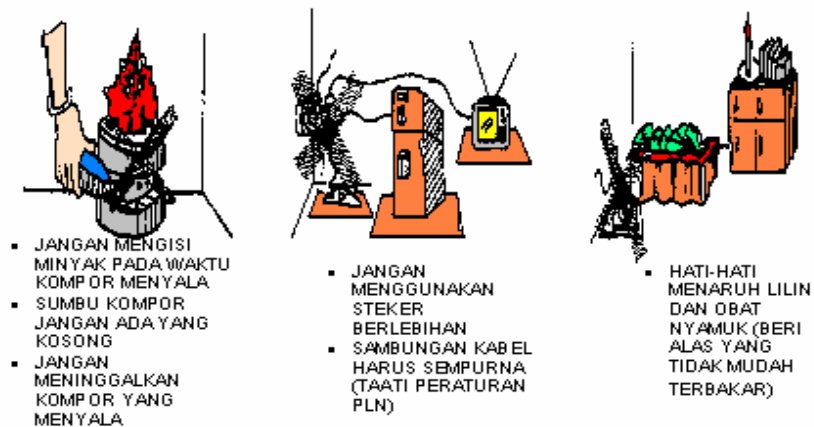 ▪ JANGAN MENGISI
MINYAK PADA WAKTU
KOMPOR MENYALA
▪ SUMBU KOMPOR
JANGAN ADA YANG
KOSONG
▪ JANGAN
MENINGGALKAN
KOMPOR YANG
MENYALA
▪ JANGAN
MENGGUNAKAN
STEKER
BERLEBIHAN
▪ SAMBUNGAN KABEL
HARUS SEMPURNA
(TAATI PERATURAN
PLN)
▪ HATI-HATI
MENARUH LILIN
DAN OBAT
NYAMUK (BERI
ALAS YANG
TIDAK MUDAH
TERBAKAR)